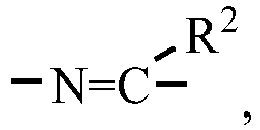 R²
–N=C–,